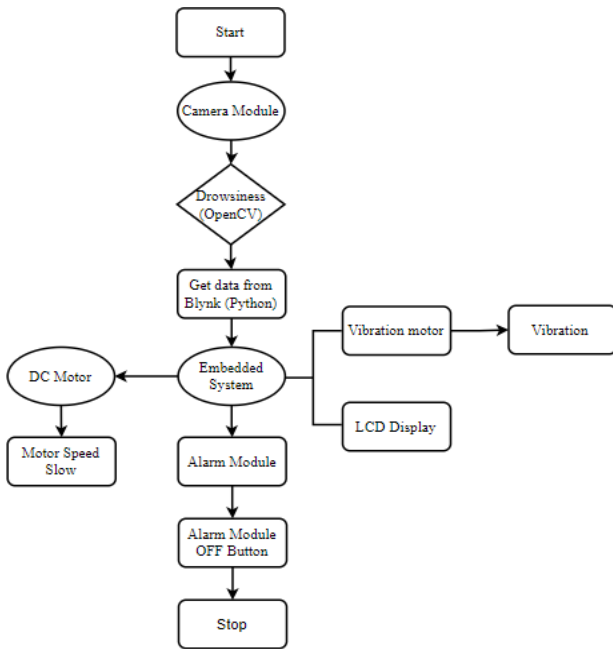 Start
Camera Module
Drowsiness
(OpenCV)
Get data from
Blynk (Python)
Vibration motor
Vibration
DC Motor
Embedded
System
LCD Display
Motor Speed
Slow
Alarm Module
Alarm Module
OFF Button
Stop